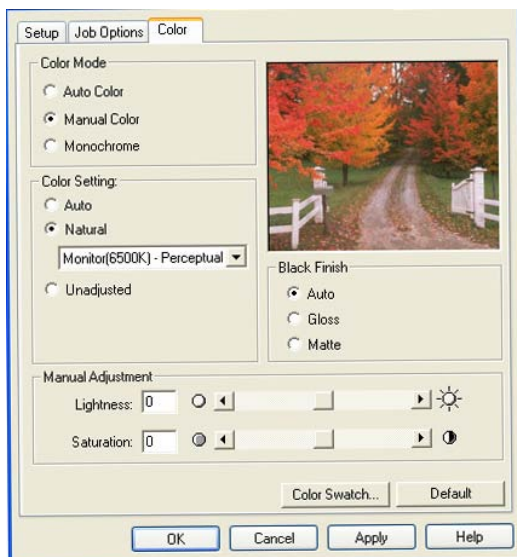 Setup
Job Options
Color
Color Mode
Auto Color
Manual Color
Monochrome
Color Setting:
Auto
Natural
Monitor(6500K) - Perceptual
Unadjusted
Black Finish
Auto
Gloss
Matte
Manual Adjustment
Lightness: 0
Saturation: 0
Color Swatch...
Default
OK
Cancel
Apply
Help